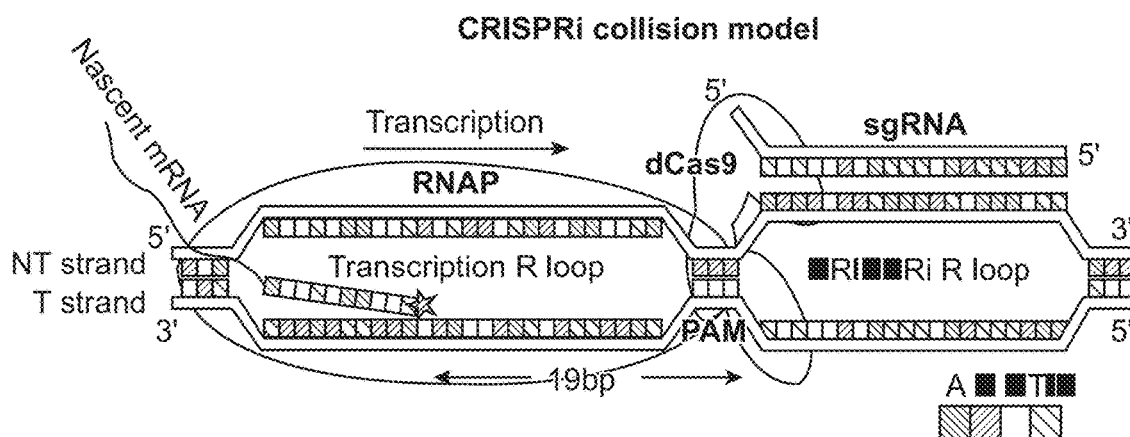 CRISPRi collision model
Nascent mRNA
Transcription
RNAP
dCas9
5'
sgRNA
5'
5'
NT strand
T strand
3'
Transcription R loop
Ri R loop
3'
5'
PAM
19bp
A T